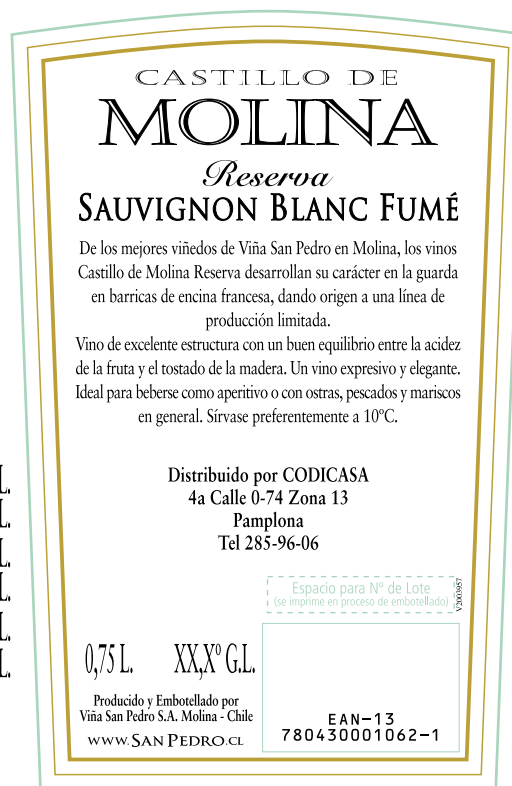 CASTILLO DE
MOLINA
Reserva
SAUVIGNON BLANC FUMÉ
De los mejores viñedos de Viña San Pedro en Molina, los vinos
Castillo de Molina Reserva desarrollan su carácter en la guarda
en barricas de encina francesa, dando origen a una línea de
producción limitada.
Vino de excelente estructura con un buen equilibrio entre la acidez
de la fruta y el tostado de la madera. Un vino expresivo y elegante.
Ideal para beberse como aperitivo o con ostras, pescados y mariscos
en general. Sírvase preferentemente a 10ºC.
Distribuido por CODICASA
4a Calle 0-74 Zona 13
Pamplona
Tel 285-96-06
Espacio para Nº de Lote
(se imprime en proceso de embotellado)
V2003957
L.
L.
L.
L.
L.
L.
0,75 L. XX,Xº G.L.
Producido y Embotellado por
Viña San Pedro S.A. Molina - Chile
WWW.SAN PEDRO.CL
EAN-13
780430001062-1